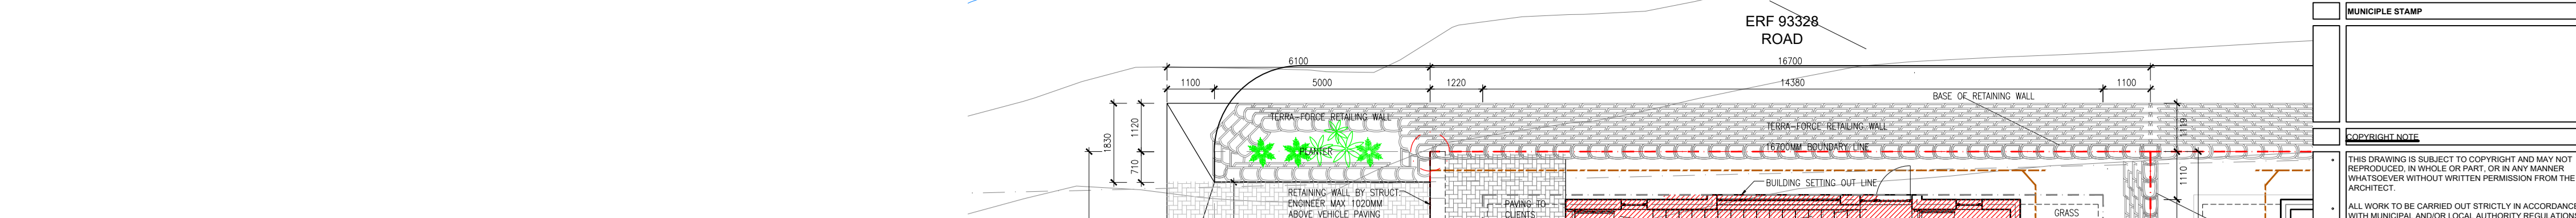 ERF 93328
ROAD
6100
16700
1100
5000
1220
14380
1100
BASE OF RETAINING WALL
TERRA-FORCE RETAILING WALL
TERRA-FORCE RETAILING WALL
1830
1120
1119
PLANTER
16700MM BOUNDARY LINE
710
1110
BUILDING SETTING OUT LINE
RETAINING WALL BY STRUCT
ENGINEER MAX 1020MM
ABOVE VEHICLE PAVING
PAVING TO
CLIENTS
GRASS
MUNICIPLE STAMP
COPYRIGHT NOTE
• THIS DRAWING IS SUBJECT TO COPYRIGHT AND MAY NOT
REPRODUCED, IN WHOLE OR PART, OR IN ANY MANNER
WHATSOEVER WITHOUT WRITTEN PERMISSION FROM THE
ARCHITECT.
• ALL WORK TO BE CARRIED OUT STRICTLY IN ACCORDANCE
WITH MUNICIPAL AND/OR LOCAL AUTHORITY REGULATI